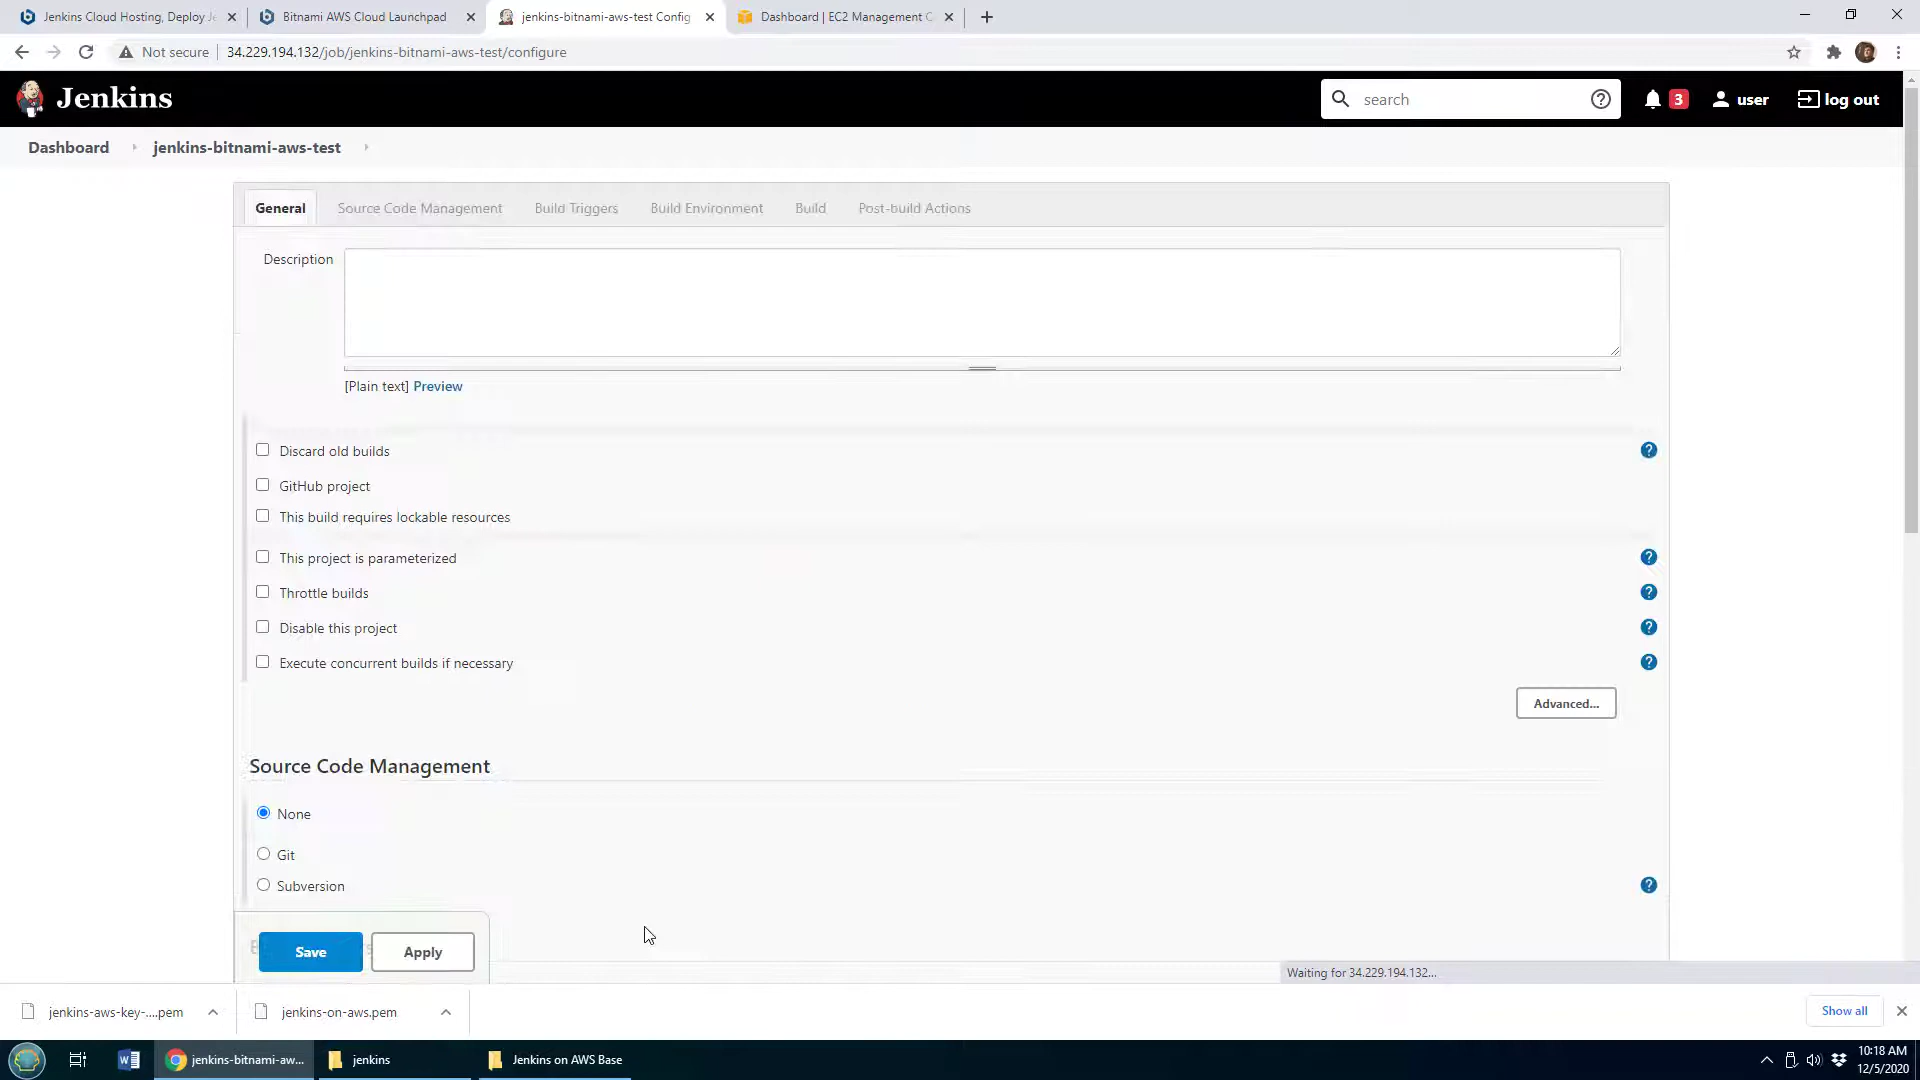 Jenkins Cloud Hosting, Deploy Je
Bitnami AWS Cloud Launchpad
jenkins-bitnami-aws-test Config
Dashboard | EC2 Management C
Not secure
34.229.194.132/job/jenkins-bitnami-aws-test/configure
Jenkins
search
3
user
log out
Dashboard
jenkins-bitnami-aws-test
General
Source Code Management
Build Triggers
Build Environment
Build
Post-build Actions
Description
[Plain text] Preview
Discard old builds
GitHub project
This build requires lockable resources
This project is parameterized
Throttle builds
Disable this project
Execute concurrent builds if necessary
Advanced...
Source Code Management
None
Git
Subversion
Save
Apply
Waiting for 34.229.194.132...
jenkins-aws-key-....pem
jenkins-on-aws.pem
Show all
jenkins-bitnami-aw...
jenkins
Jenkins on AWS Base
10:18 AM
12/5/2020